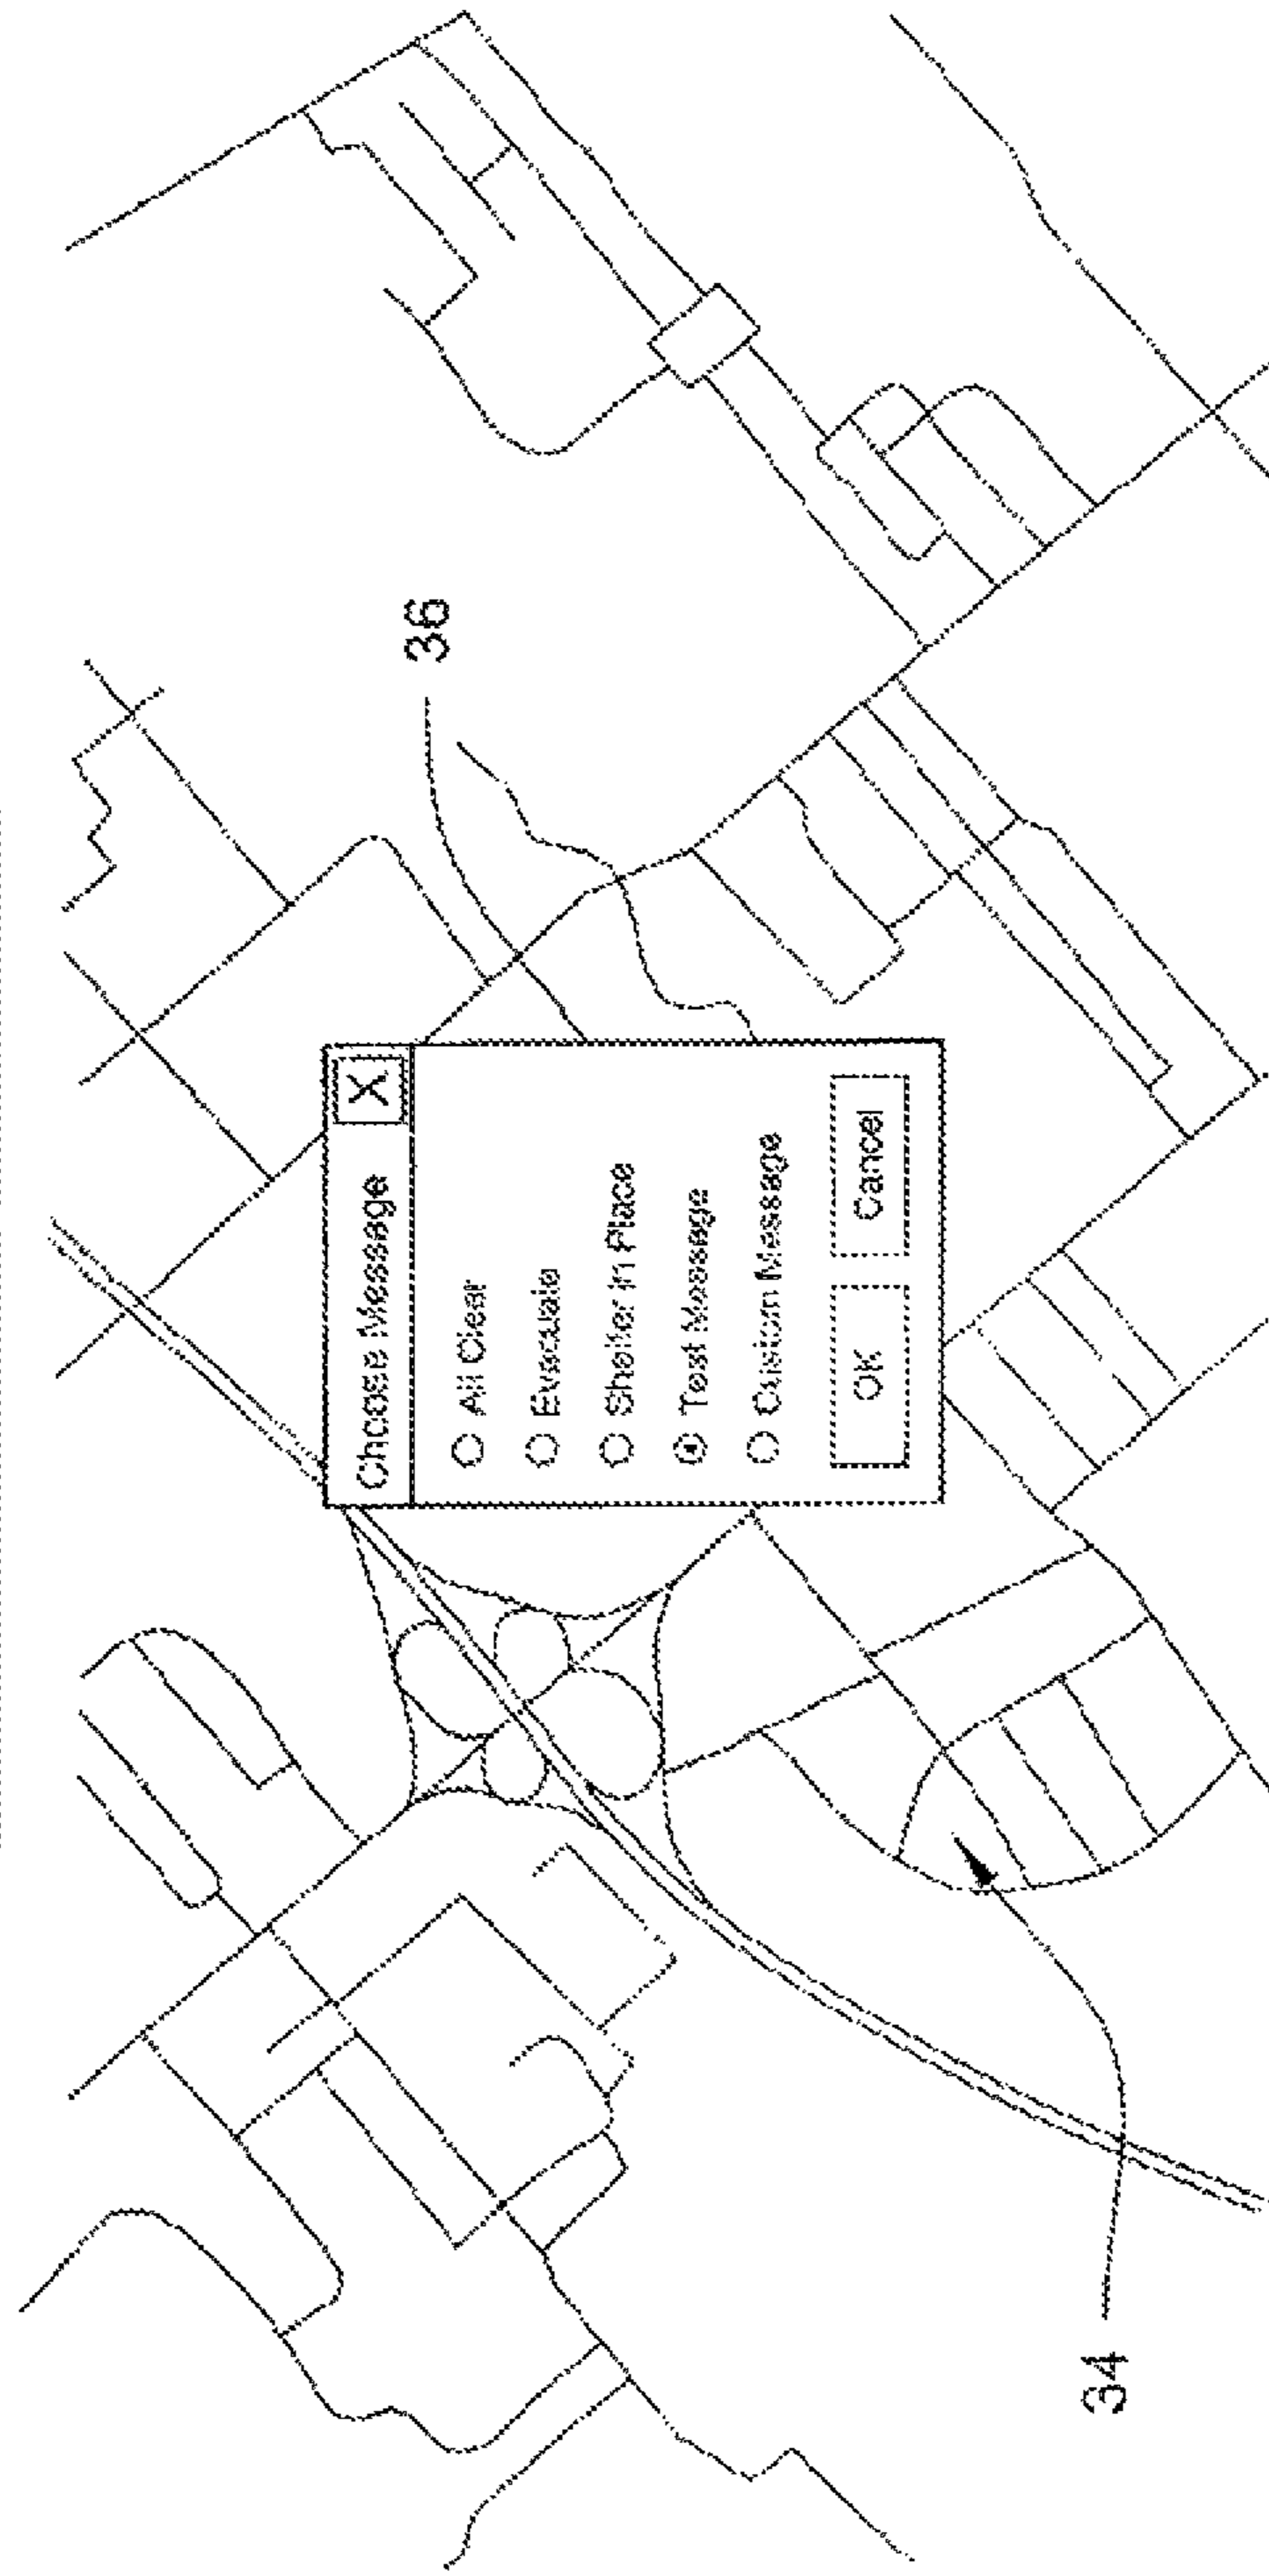 36
Choose Message X
All Clear
Evacuate
Shelter In Place
Test Message
Custom Message
OK Cancel
34